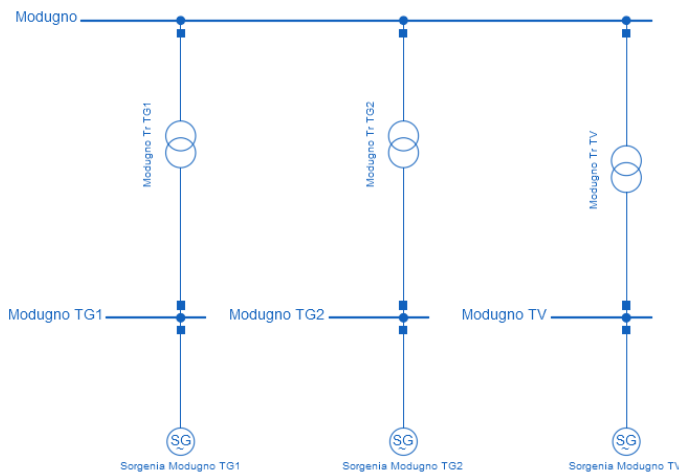 Modugno
Modugno Tr TG1
Modugno Tr TG2
Modugno Tr TV
Modugno TG1
Modugno TG2
Modugno TV
SG
~
SG
~
SG
~
Sorgenia Modugno TG1
Sorgenia Modugno TG2
Sorgenia Modugno TV